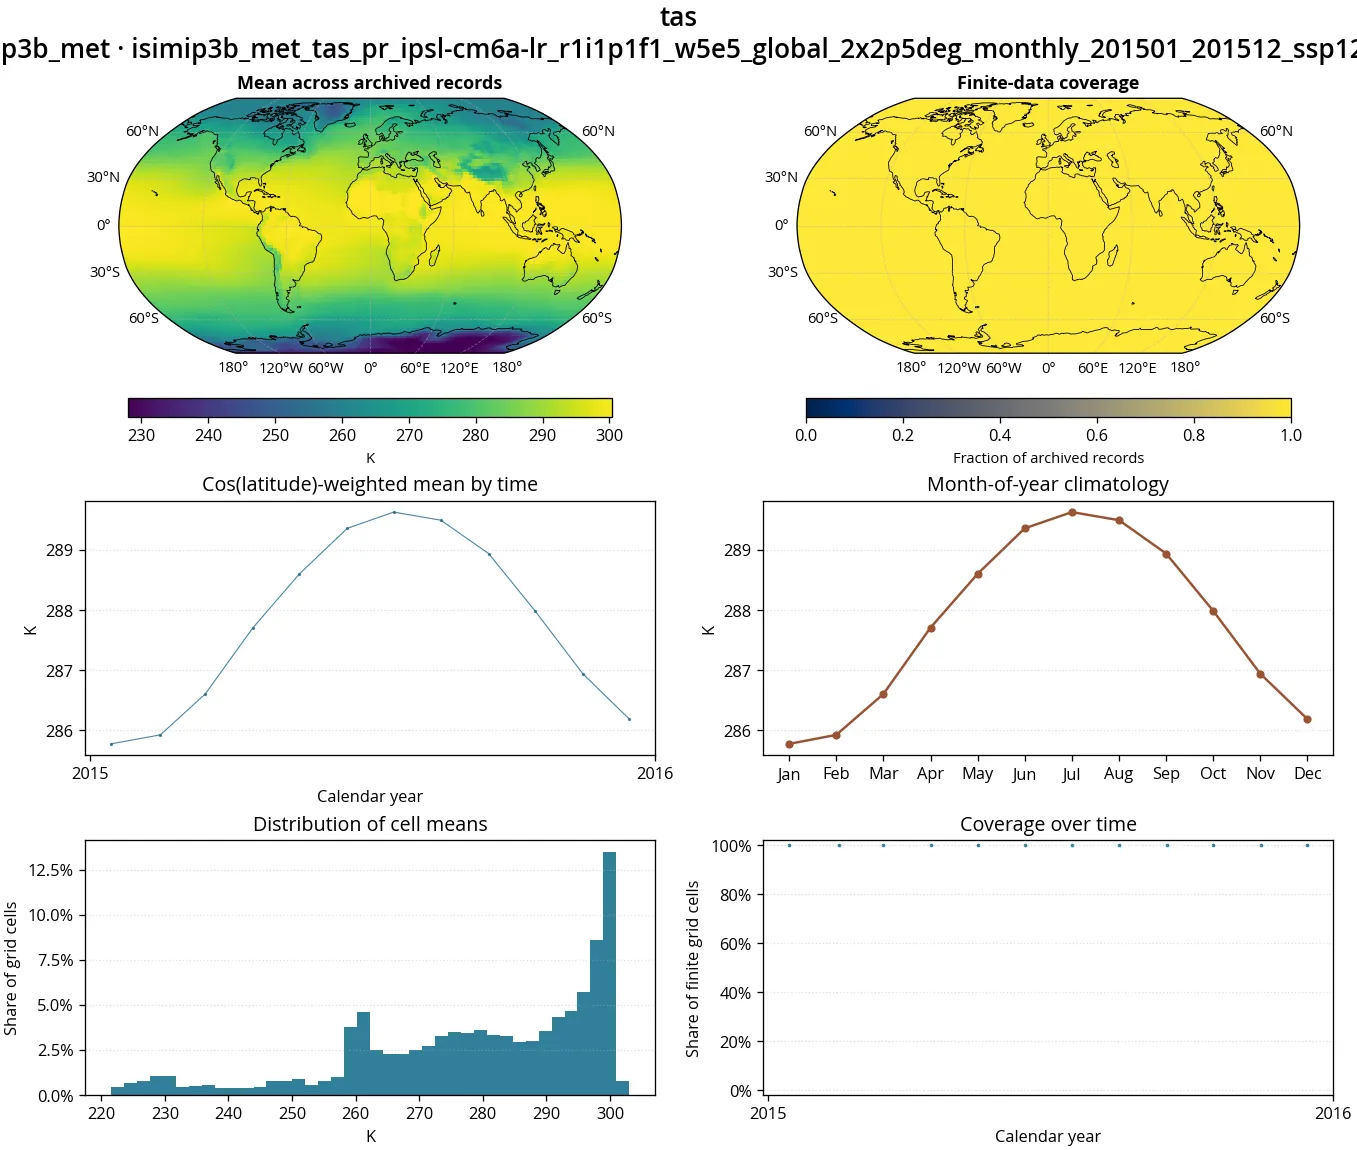 tas
p3b_met · isimip3b_met_tas_pr_ipsl-cm6a-lr_r1i1p1f1_w5e5_global_2x2p5deg_monthly_201501_201512_ssp12
Mean across archived records
60°N
60°N
30°N
0°
30°S
60°S
60°S
180° 120°W 60°W 0° 60°E 120°E 180°
230 240 250 260 270 280 290 300
K
Finite-data coverage
60°N
60°N
30°N
0°
30°S
60°S
60°S
180° 120°W 60°W 0° 60°E 120°E 180°
0.0 0.2 0.4 0.6 0.8 1.0
Fraction of archived records
Cos(latitude)-weighted mean by time
289
288
287
286
K
2015 2016
Calendar year
Month-of-year climatology
289
288
287
286
K
Jan Feb Mar Apr May Jun Jul Aug Sep Oct Nov Dec
Distribution of cell means
12.5%
10.0%
7.5%
5.0%
2.5%
0.0%
Share of grid cells
220 230 240 250 260 270 280 290 300
K
Coverage over time
100%
80%
60%
40%
20%
0%
Share of finite grid cells
2015 2016
Calendar year